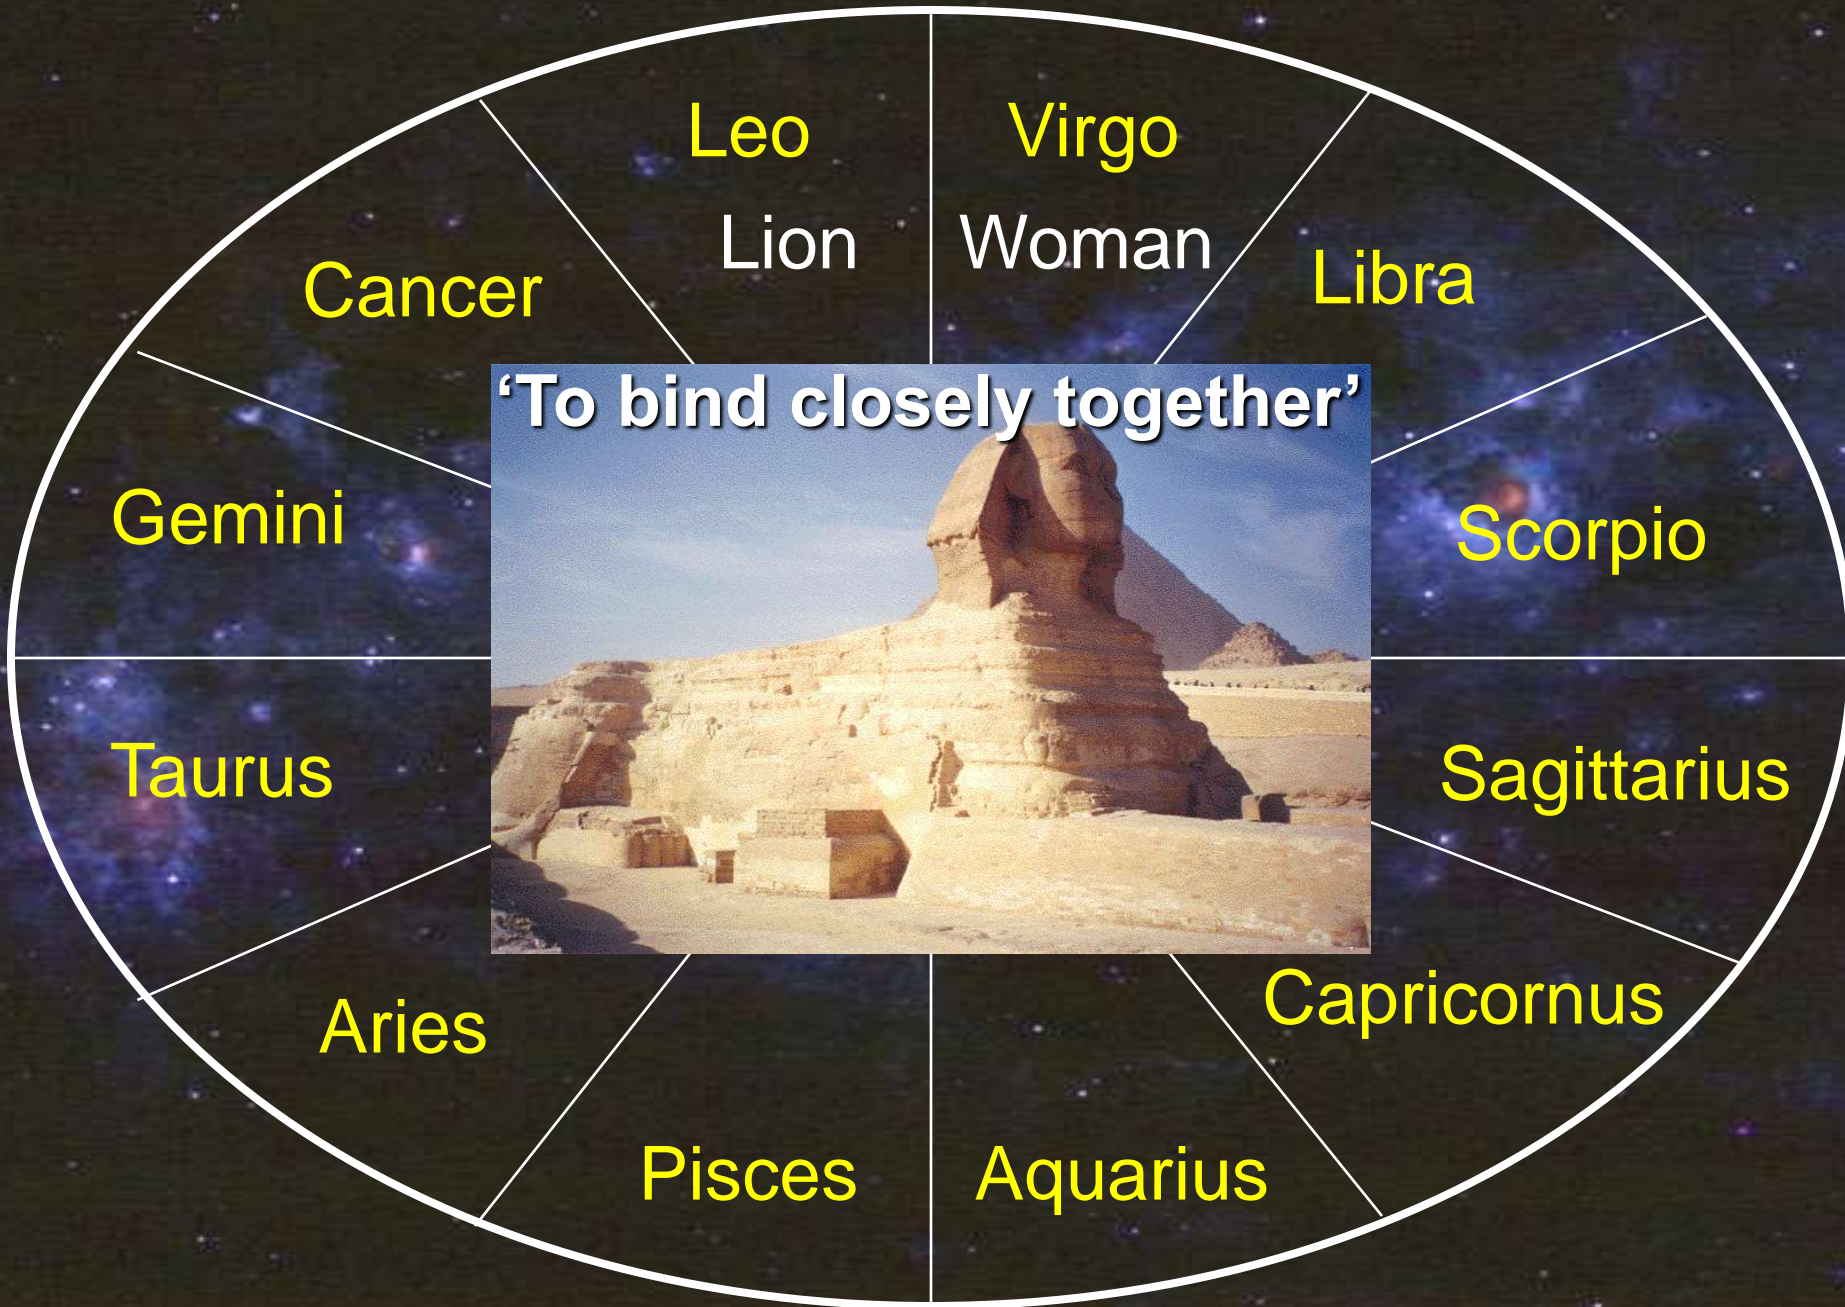 Leo
Virgo
Lion
Woman
Cancer
Libra
‘To bind closely together’
Gemini
Scorpio
Taurus
Sagittarius
Aries
Capricornus
Pisces
Aquarius